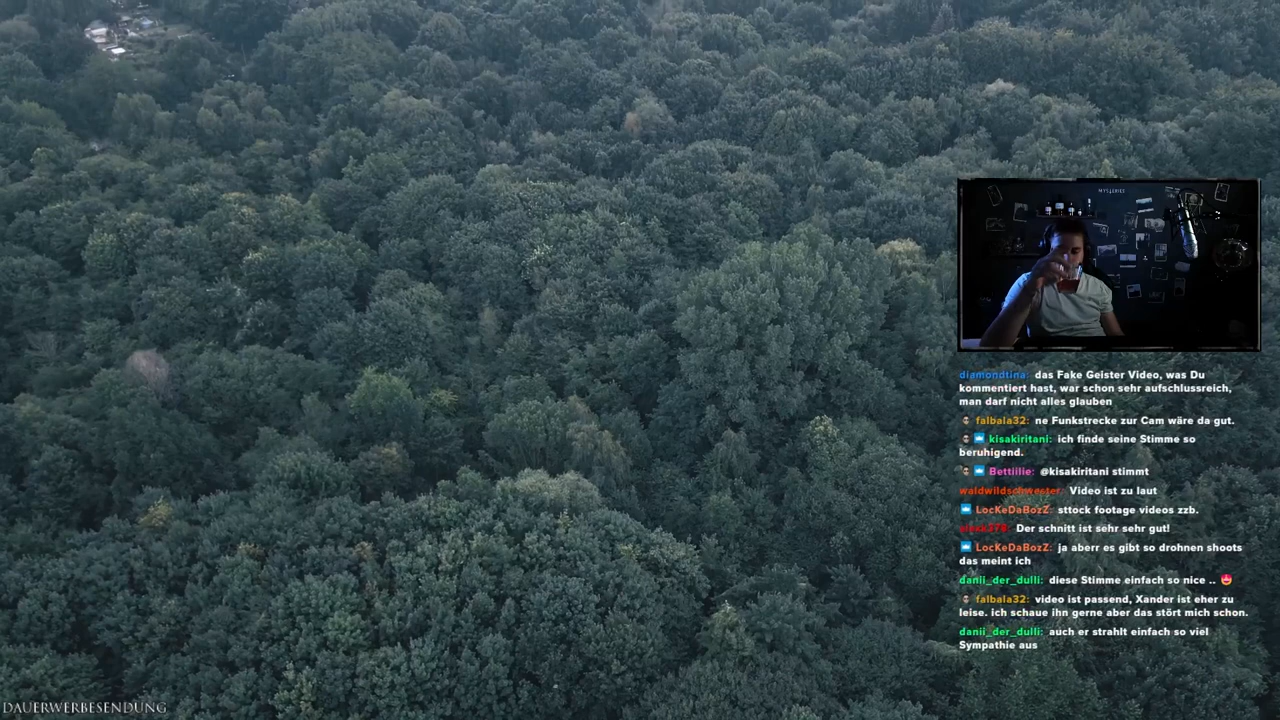 MYSTERIES
diamondtina: das Fake Geister Video, was Du
kommentiert hast, war schon sehr aufschlussreich,
man darf nicht alles glauben
falbala32: ne Funkstrecke zur Cam wäre da gut.
kisakiritani: ich finde seine Stimme so
beruhigend.
Bettiilie: @kisakiritani stimmt
waldwildschwester: Video ist zu laut
LocKeDaBozZ: sttock footage videos zzb.
Der schnitt ist sehr sehr gut!
LocKeDaBozZ: ja aberr es gibt so drohnen shoots
das meint ich
danii_der_dulli: diese Stimme einfach so nice ..
falbala32: video ist passend, Xander ist eher zu
leise. ich schaue ihn gerne aber das stört mich schon.
danii_der_dulli: auch er strahlt einfach so viel
Sympathie aus
DAUERWERBESENDUNG